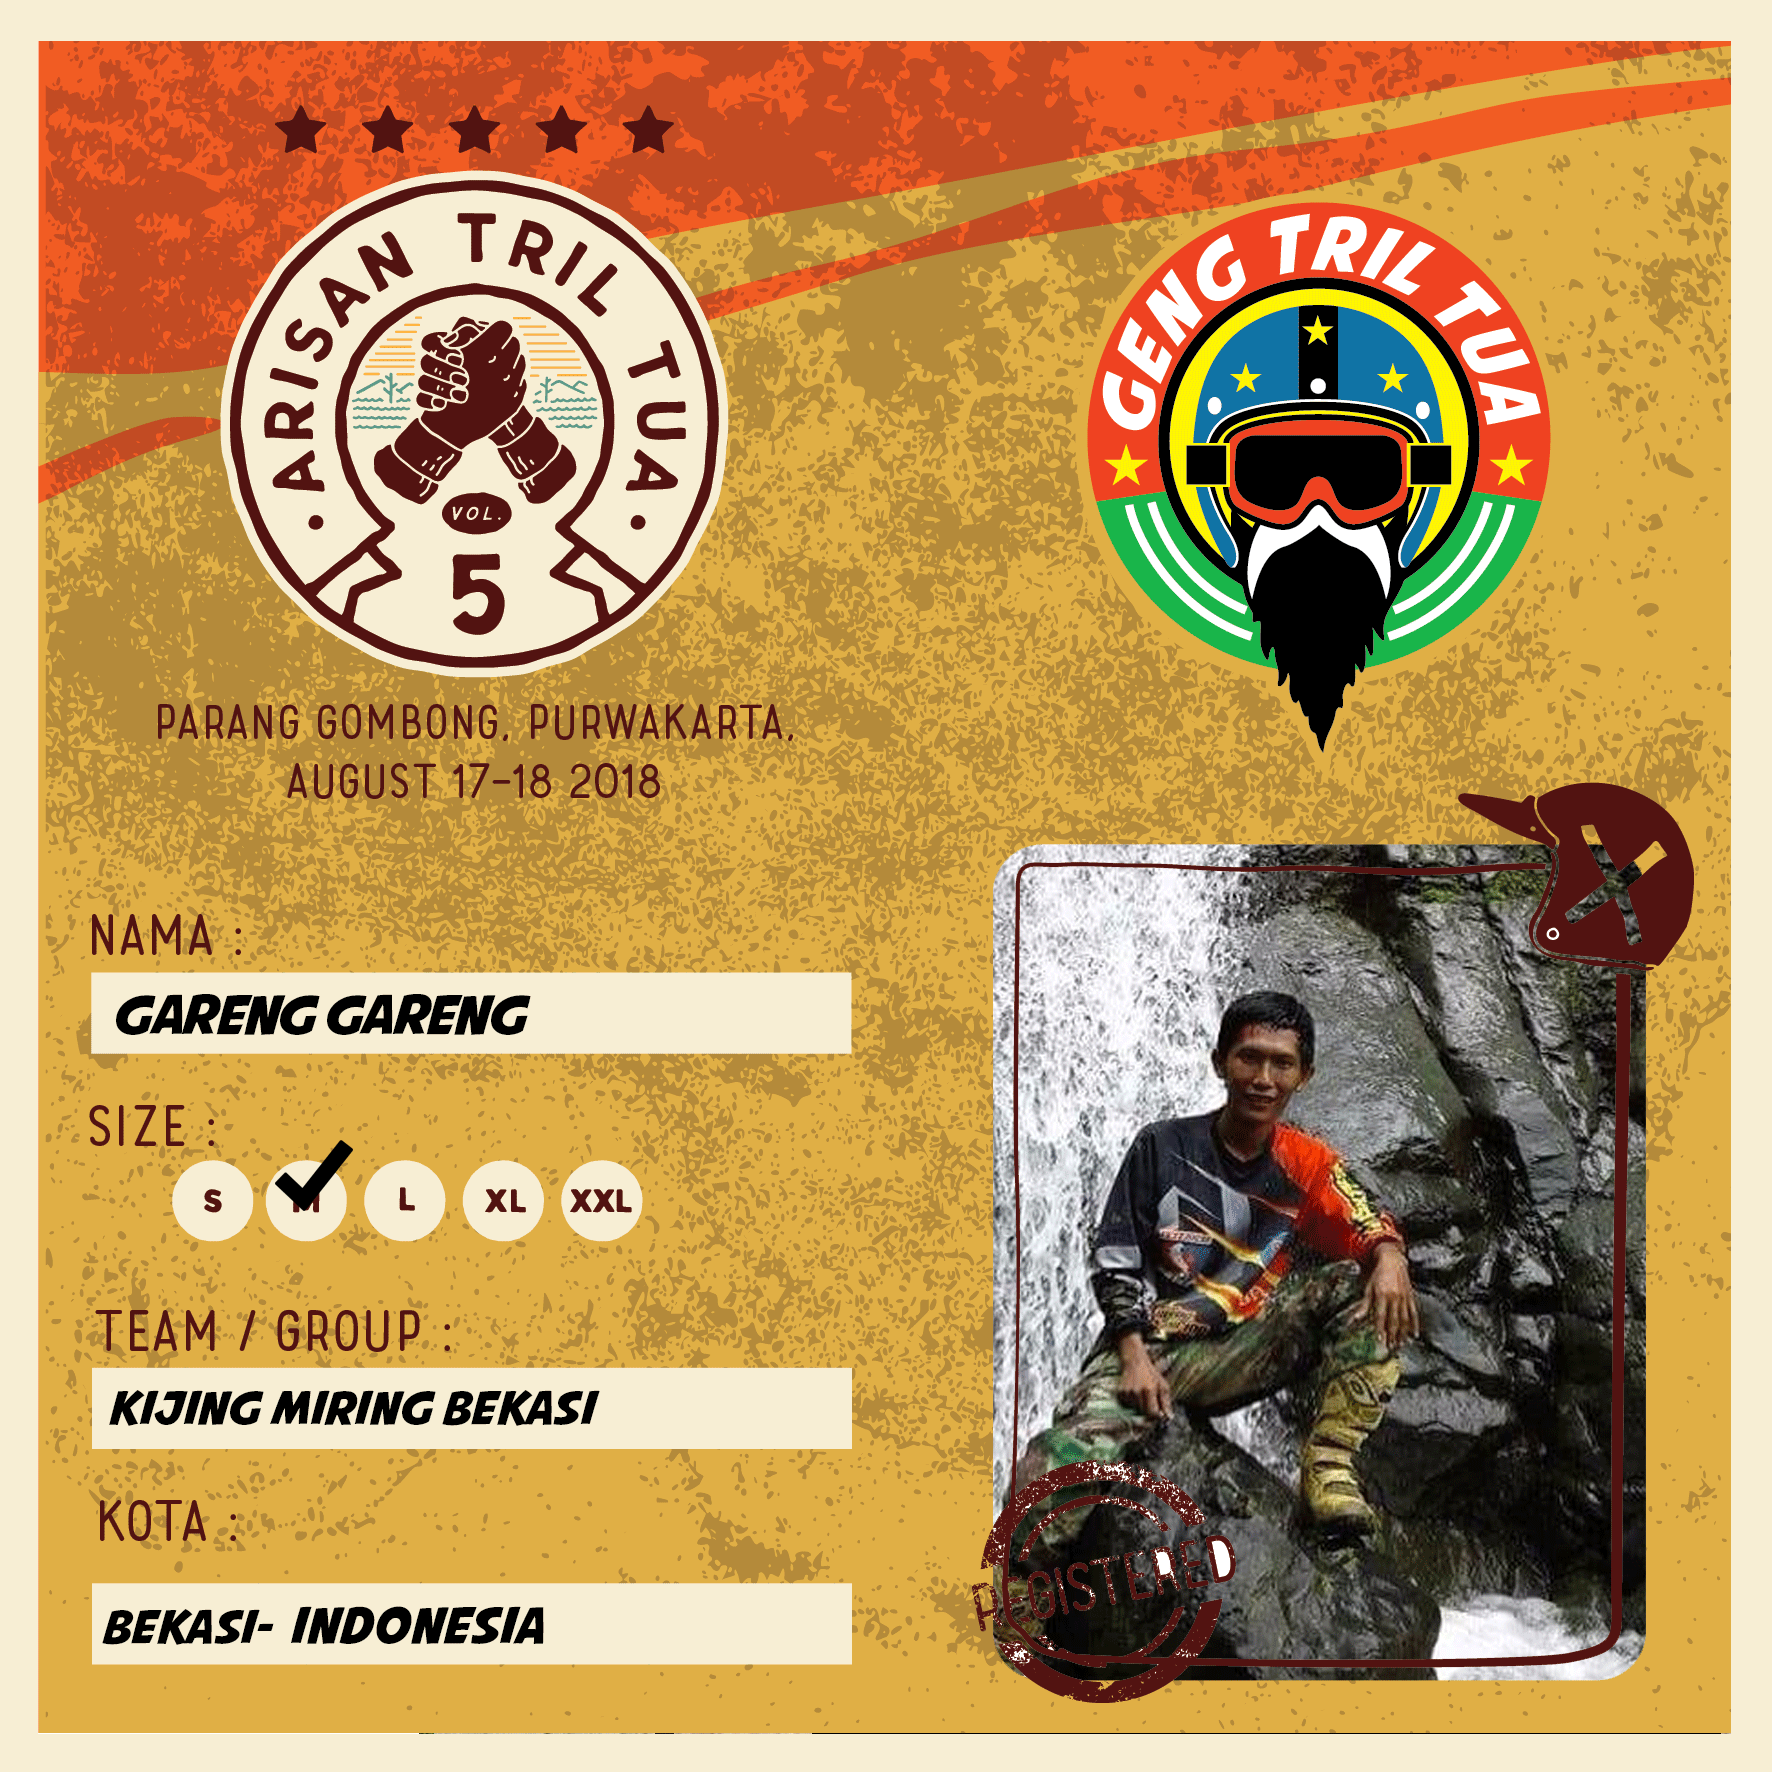 ARISAN TRIL TUA
VOL.
5
GENG TRIL TUA
PARANG GOMBONG, PURWAKARTA,
AUGUST 17-18 2018
NAMA :
GARENG GARENG
SIZE :
S M L XL XXL
TEAM / GROUP :
KIJING MIRING BEKASI
KOTA :
BEKASI- INDONESIA
REGISTERED